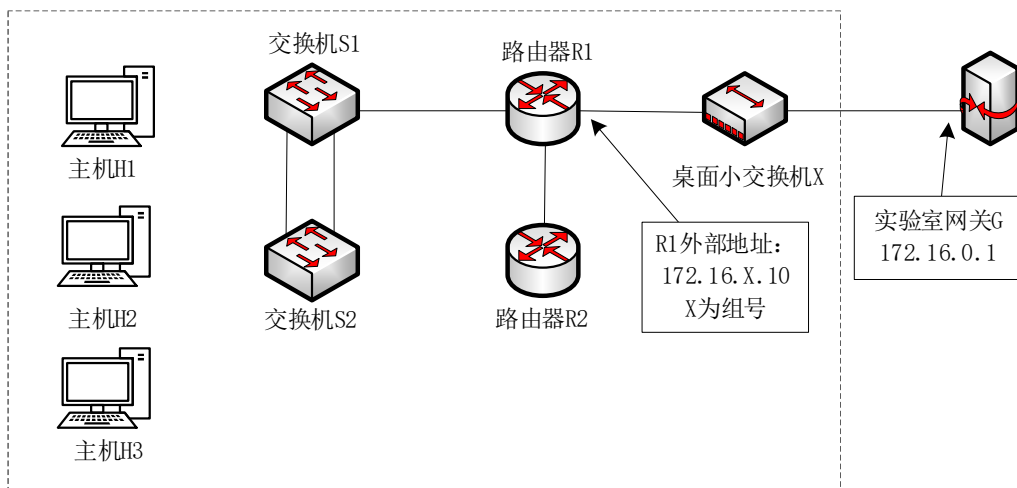 交换机S1
路由器R1
主机H1
桌面小交换机X
实验室网关G
172.16.0.1
R1外部地址：
172.16.X.10
X为组号
主机H2
交换机S2
路由器R2
主机H3